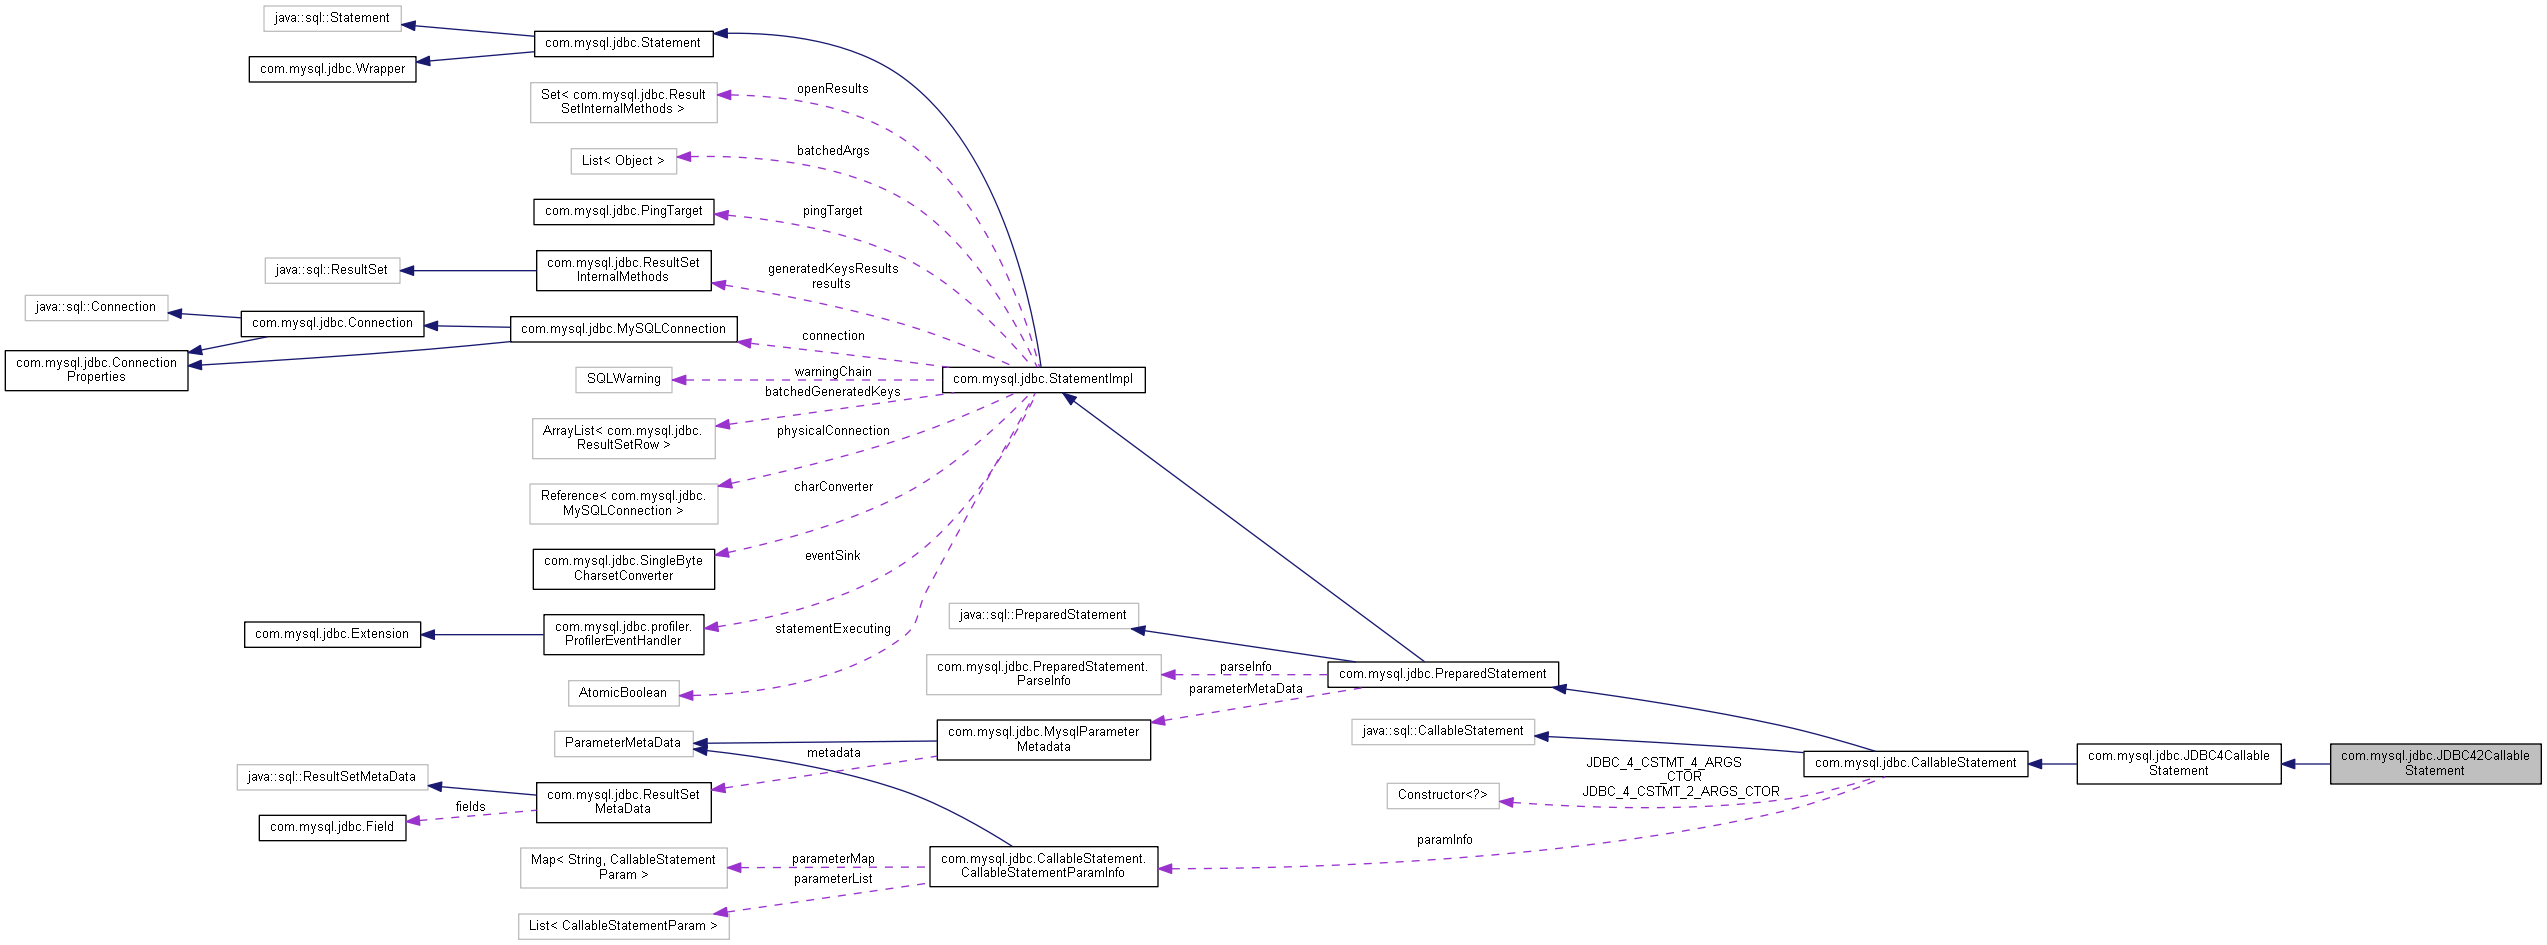 java::sql::Statement
com.mysql.jdbc.Statement
com.mysql.jdbc.Wrapper
Set< com.mysql.jdbc.Result
SetInternalMethods >
openResults
List< Object >
batchedArgs
com.mysql.jdbc.PingTarget
pingTarget
java::sql::ResultSet
com.mysql.jdbc.ResultSet
InternalMethods
generatedKeysResults
results
java::sql::Connection
com.mysql.jdbc.Connection
com.mysql.jdbc.MySQLConnection
connection
com.mysql.jdbc.Connection
Properties
SQLWarning
warningChain
com.mysql.jdbc.StatementImpl
batchedGeneratedKeys
ArrayList< com.mysql.jdbc.
ResultSetRow >
physicalConnection
Reference< com.mysql.jdbc.
MySQLConnection >
charConverter
com.mysql.jdbc.SingleByte
CharsetConverter
eventSink
com.mysql.jdbc.Extension
com.mysql.jdbc.profiler.
ProfilerEventHandler
statementExecuting
java::sql::PreparedStatement
com.mysql.jdbc.PreparedStatement.
ParseInfo
parseInfo
com.mysql.jdbc.PreparedStatement
parameterMetaData
AtomicBoolean
ParameterMetaData
com.mysql.jdbc.MysqlParameter
Metadata
metadata
java::sql::CallableStatement
com.mysql.jdbc.CallableStatement
com.mysql.jdbc.JDBC4Callable
Statement
com.mysql.jdbc.JDBC42Callable
Statement
JDBC_4_CSTMT_4_ARGS
_CTOR
JDBC_4_CSTMT_2_ARGS_CTOR
Constructor<?>
java::sql::ResultSetMetaData
com.mysql.jdbc.ResultSet
MetaData
fields
com.mysql.jdbc.Field
paramInfo
Map< String, CallableStatement
Param >
parameterMap
com.mysql.jdbc.CallableStatement.
CallableStatementParamInfo
parameterList
List< CallableStatementParam >